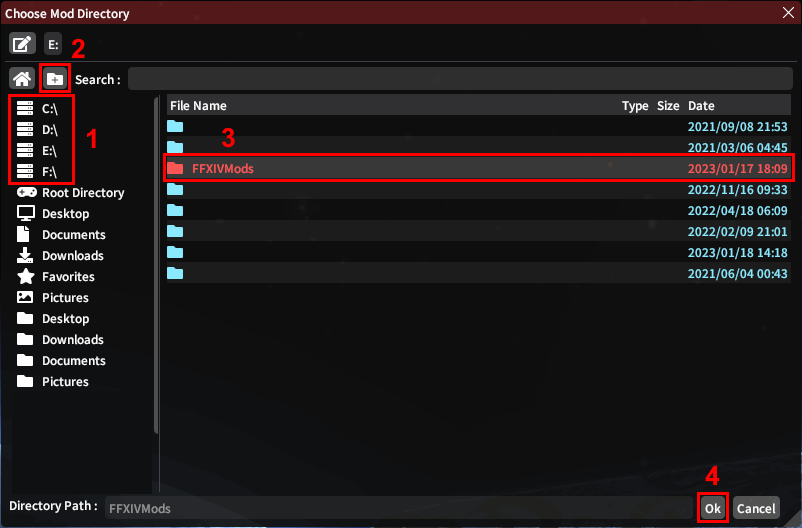 Choose Mod Directory
E:
2
Search :
C:\
D:\
E:\
F:\
1
Root Directory
Desktop
Documents
Downloads
Favorites
Pictures
Desktop
Downloads
Documents
Pictures
File Name Type Size Date
2021/09/08 21:53
3
2021/03/06 04:45
FFXIVMods 2023/01/17 18:09
2022/11/16 09:33
2022/04/18 06:09
2022/02/09 21:01
2023/01/18 14:18
2021/06/04 00:43
4
Directory Path : FFXIVMods Ok Cancel